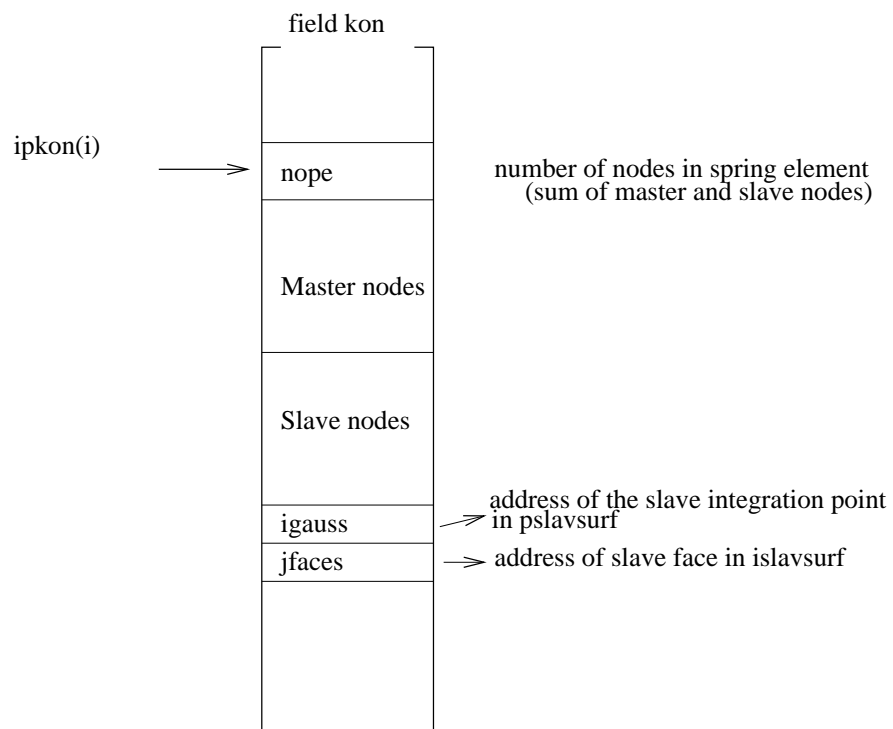 field kon
ipkon(i)
nope
number of nodes in spring element
(sum of master and slave nodes)
Master nodes
Slave nodes
igauss
address of the slave integration point
in pslavsurf
jfaces
address of slave face in islavsurf